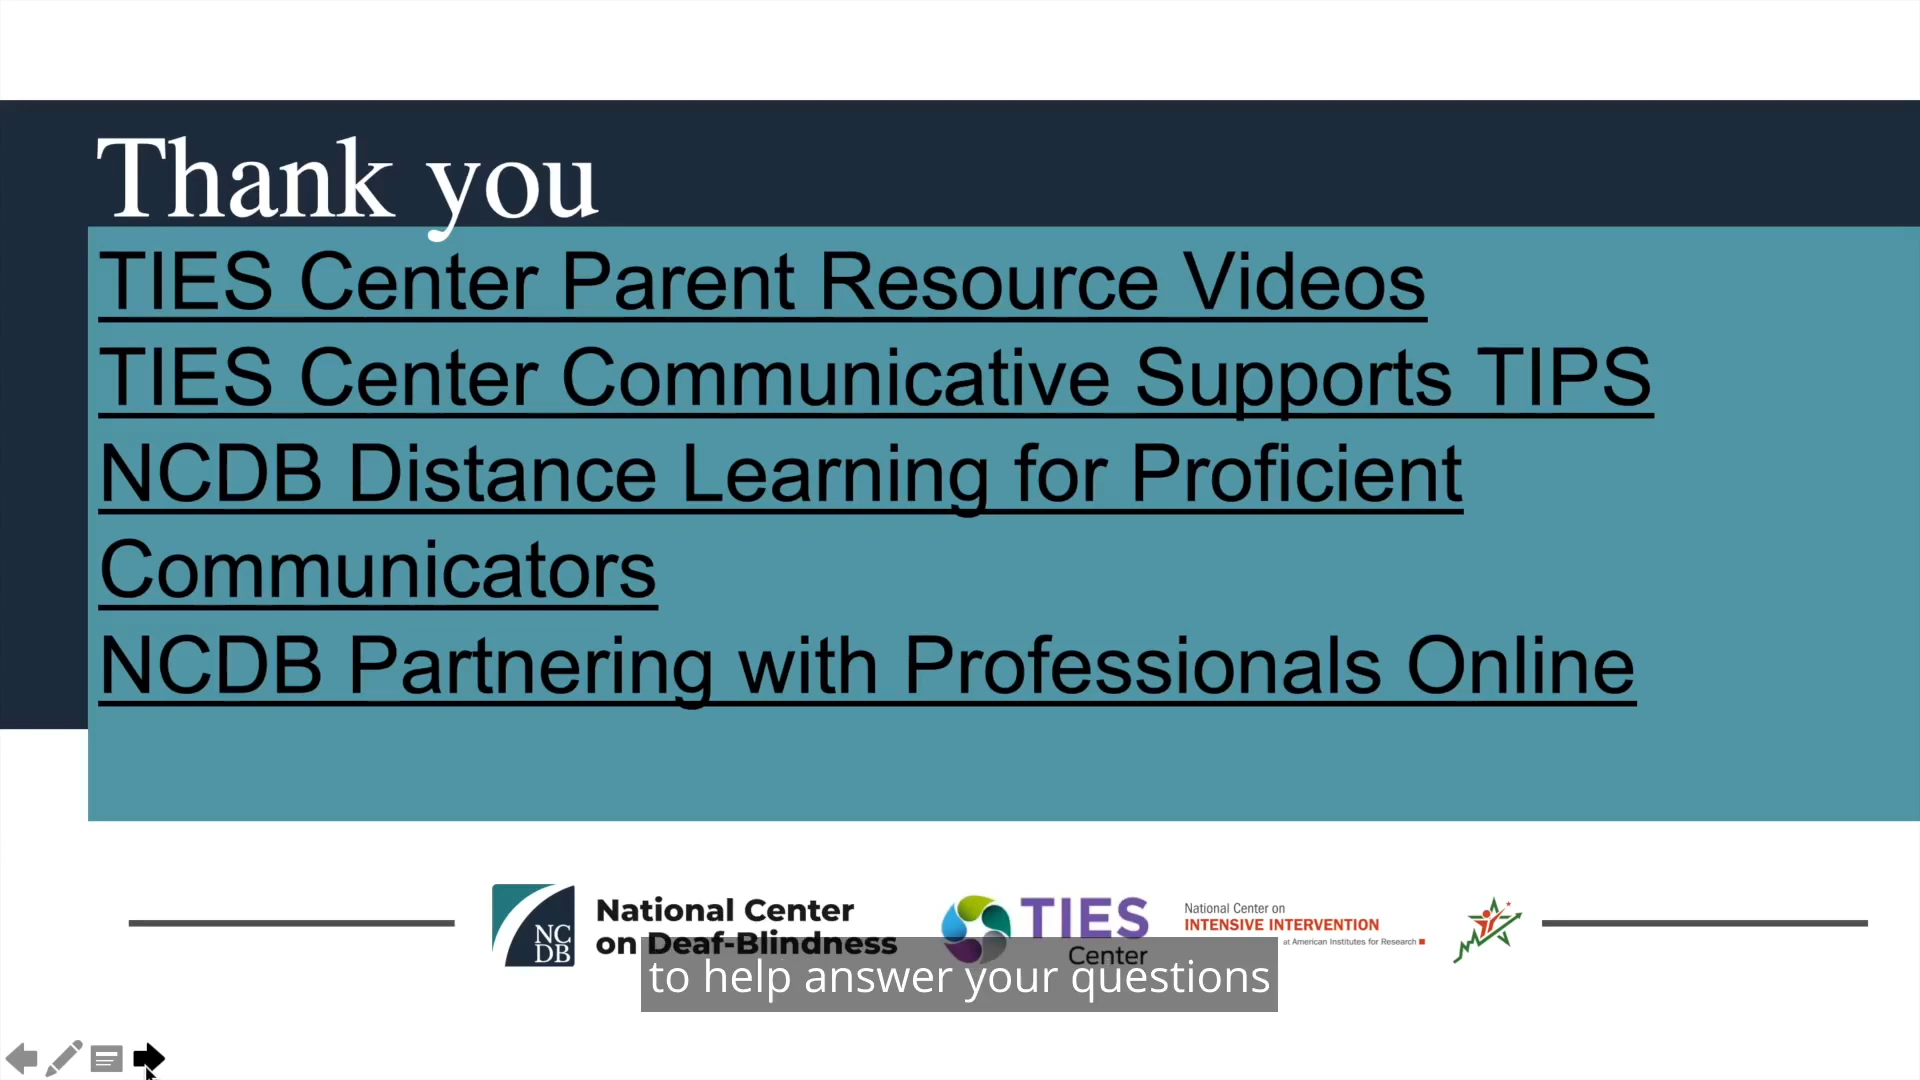 Thank you
TIES Center Parent Resource Videos
TIES Center Communicative Supports TIPS
NCDB Distance Learning for Proficient
Communicators
NCDB Partnering with Professionals Online
NC
DB
National Center
on Deaf-Blindness
TIES
Center
National Center on
INTENSIVE INTERVENTION
at American Institutes for Research
to help answer your questions